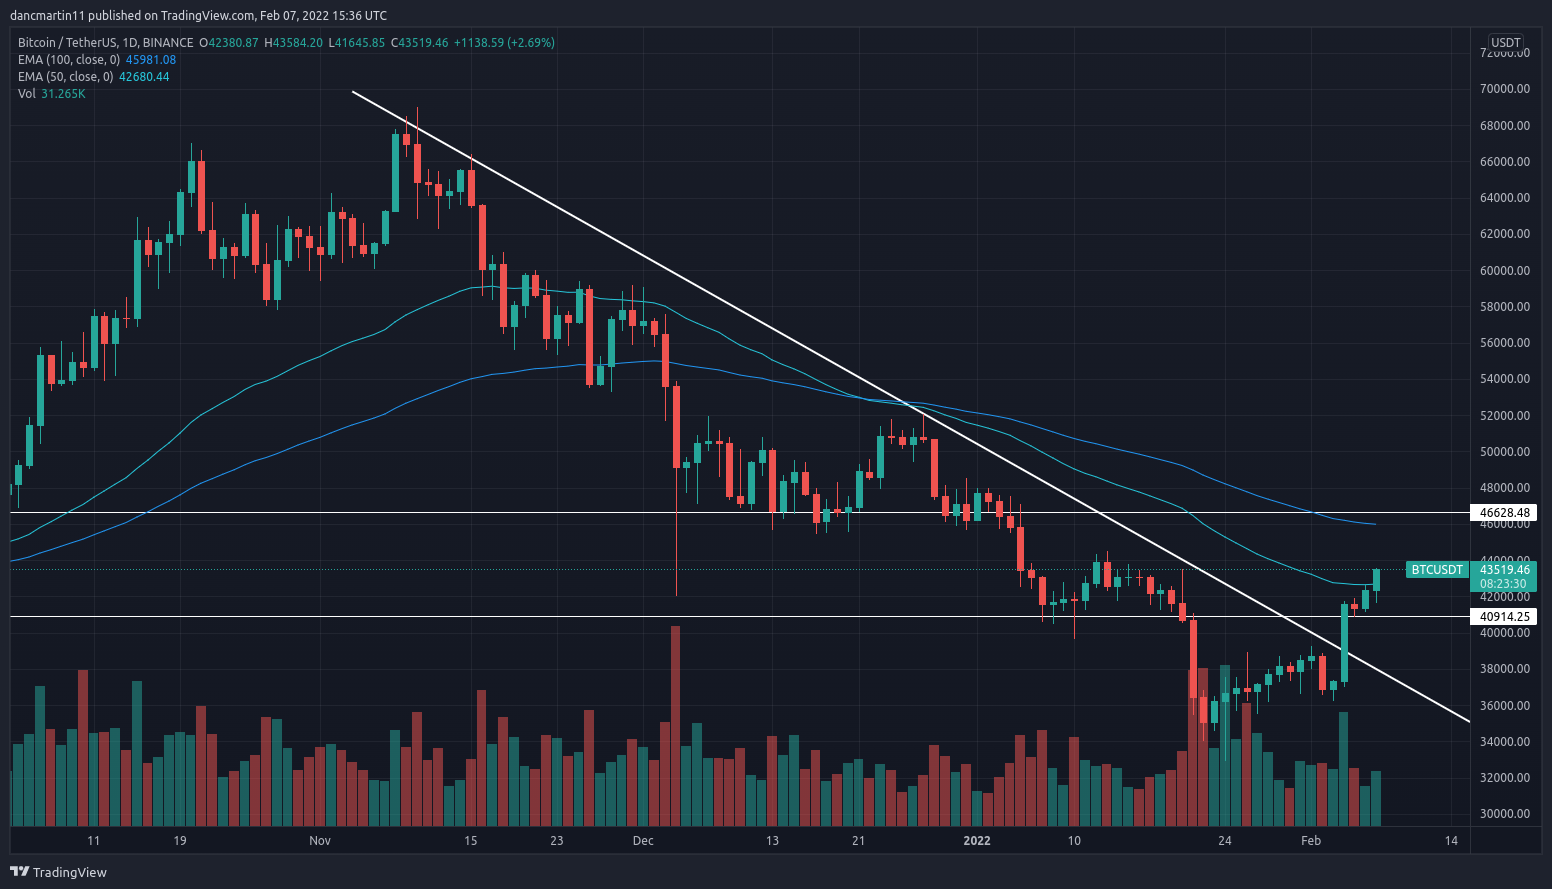 dancmartin11 published on TradingView.com, Feb 07, 2022 15:36 UTC
Bitcoin / TetherUS, 1D, BINANCE O42380.87 H43584.20 L41645.85 C43519.46 +1138.59 (+2.69%)
EMA (100, close, 0) 45981.08
EMA (50, close, 0) 42680.44
Vol 31.265K
USDT
72000.00
70000.00
68000.00
66000.00
64000.00
62000.00
60000.00
58000.00
56000.00
54000.00
52000.00
50000.00
48000.00
46628.48
46000.00
44000.00
BTCUSDT 43519.46
08:23:30
42000.00
40914.25
40000.00
38000.00
36000.00
34000.00
32000.00
30000.00
11 19 Nov 15 23 Dec 13 21 2022 10 24 Feb 14
TradingView